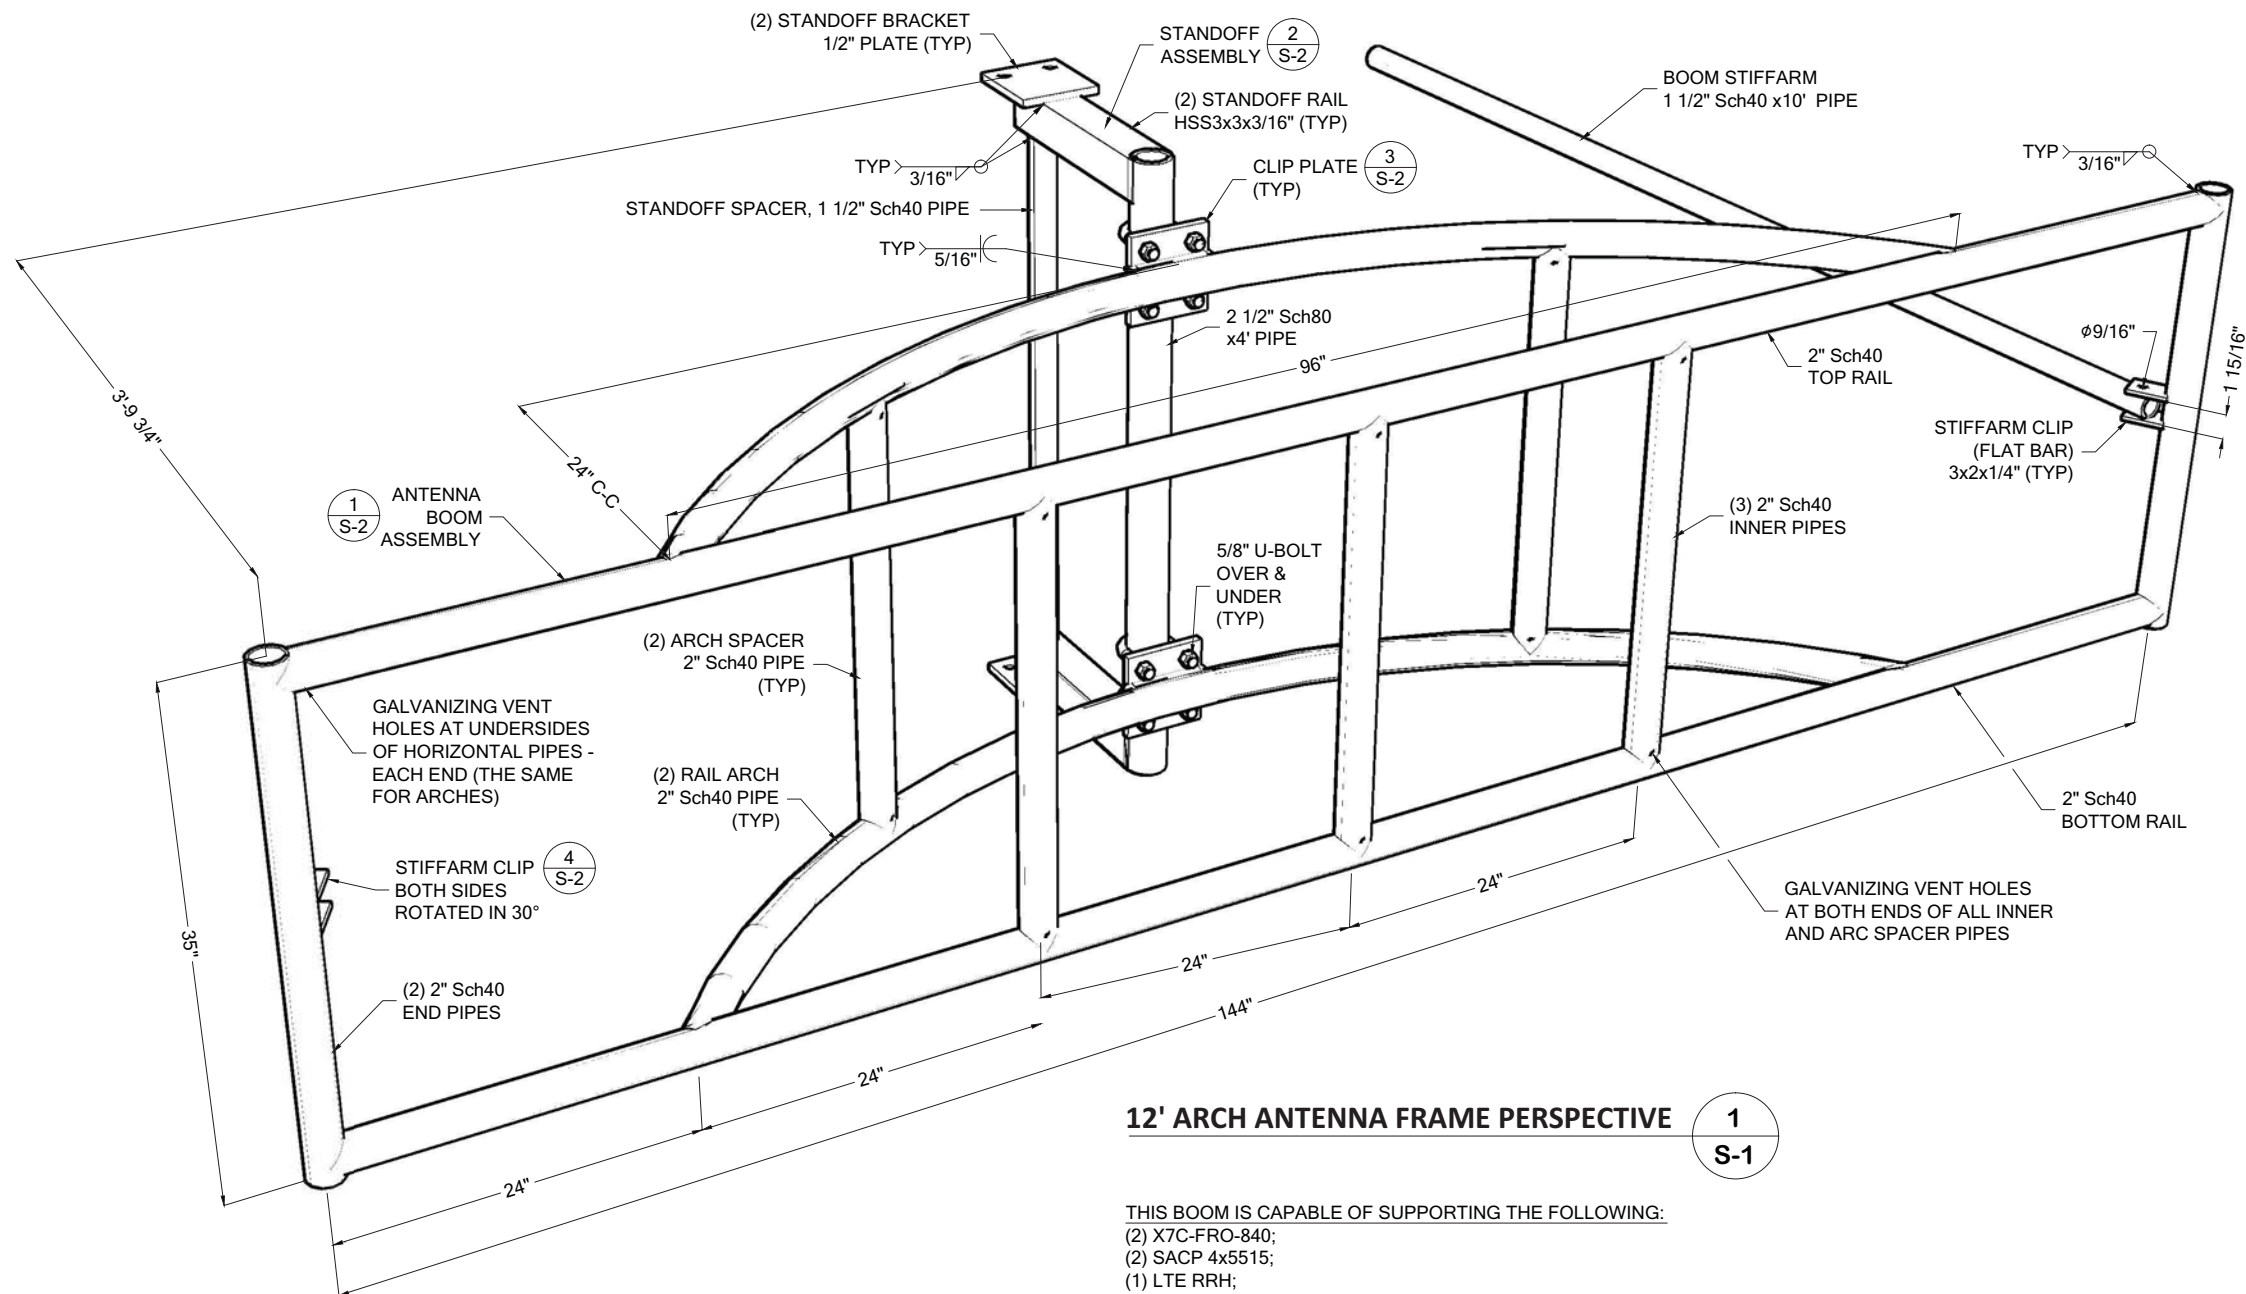 (2) STANDOFF BRACKET
1/2" PLATE (TYP)
STANDOFF
ASSEMBLY
2
S-2
(2) STANDOFF RAIL
HSS3x3x3/16" (TYP)
BOOM STIFFARM
1 1/2" Sch40 x10' PIPE
TYP
3/16"
CLIP PLATE
(TYP)
3
S-2
TYP
3/16"
STANDOFF SPACER, 1 1/2" Sch40 PIPE
TYP
5/16"
2 1/2" Sch80
x4' PIPE
96"
2" Sch40
TOP RAIL
ϕ9/16"
1 15/16"
3'-9 3/4"
24" C-C
STIFFARM CLIP
(FLAT BAR)
3x2x1/4" (TYP)
1
S-2
ANTENNA
BOOM
ASSEMBLY
(3) 2" Sch40
INNER PIPES
5/8" U-BOLT
OVER &
UNDER
(TYP)
(2) ARCH SPACER
2" Sch40 PIPE
(TYP)
GALVANIZING VENT
HOLES AT UNDERSIDES
OF HORIZONTAL PIPES -
EACH END (THE SAME
FOR ARCHES)
(2) RAIL ARCH
2" Sch40 PIPE
(TYP)
2" Sch40
BOTTOM RAIL
STIFFARM CLIP
BOTH SIDES
ROTATED IN 30°
4
S-2
35"
24"
GALVANIZING VENT HOLES
AT BOTH ENDS OF ALL INNER
AND ARC SPACER PIPES
24"
(2) 2" Sch40
END PIPES
144"
24"
24"
12' ARCH ANTENNA FRAME PERSPECTIVE
1
S-1
THIS BOOM IS CAPABLE OF SUPPORTING THE FOLLOWING:
(2) X7C-FRO-840;
(2) SACP 4x5515;
(1) LTE RRH;